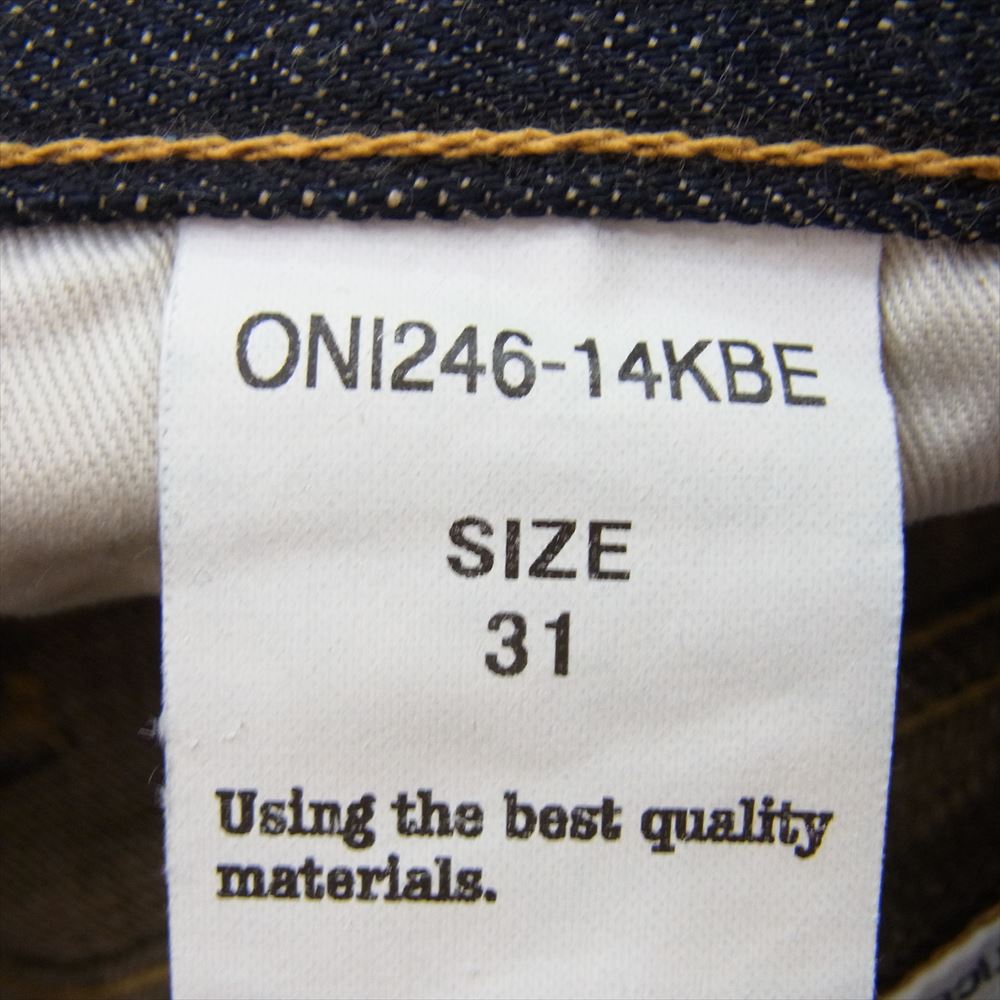 ONI246-14KBE
SIZE
31
Using the best quality
materials.